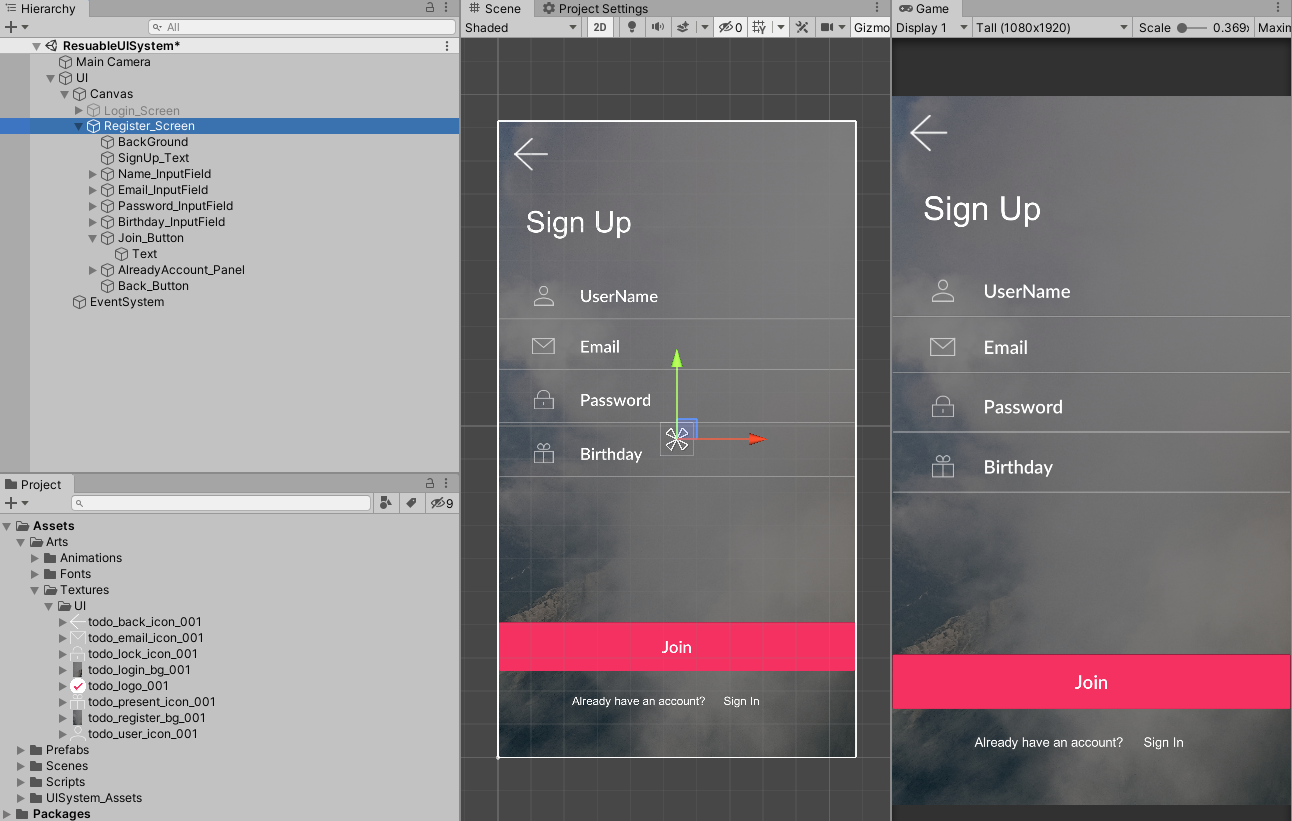 Hierarchy
All
ResuableUISystem*
Main Camera
UI
Canvas
Login_Screen
Register_Screen
BackGround
SignUp_Text
Name_InputField
Email_InputField
Password_InputField
Birthday_InputField
Join_Button
Text
AlreadyAccount_Panel
Back_Button
EventSystem
Project
9
Assets
Arts
Animations
Fonts
Textures
UI
todo_back_icon_001
todo_email_icon_001
todo_lock_icon_001
todo_login_bg_001
todo_logo_001
todo_present_icon_001
todo_register_bg_001
todo_user_icon_001
Prefabs
Scenes
Scripts
UISystem_Assets
Packages
Scene Project Settings
Shaded 2D 0 Gizmo
Sign Up
UserName
Email
Password
Birthday
Join
Already have an account? Sign In
Game
Display 1 Tall (1080x1920) Scale 0.369x Maxin
Sign Up
UserName
Email
Password
Birthday
Join
Already have an account? Sign In